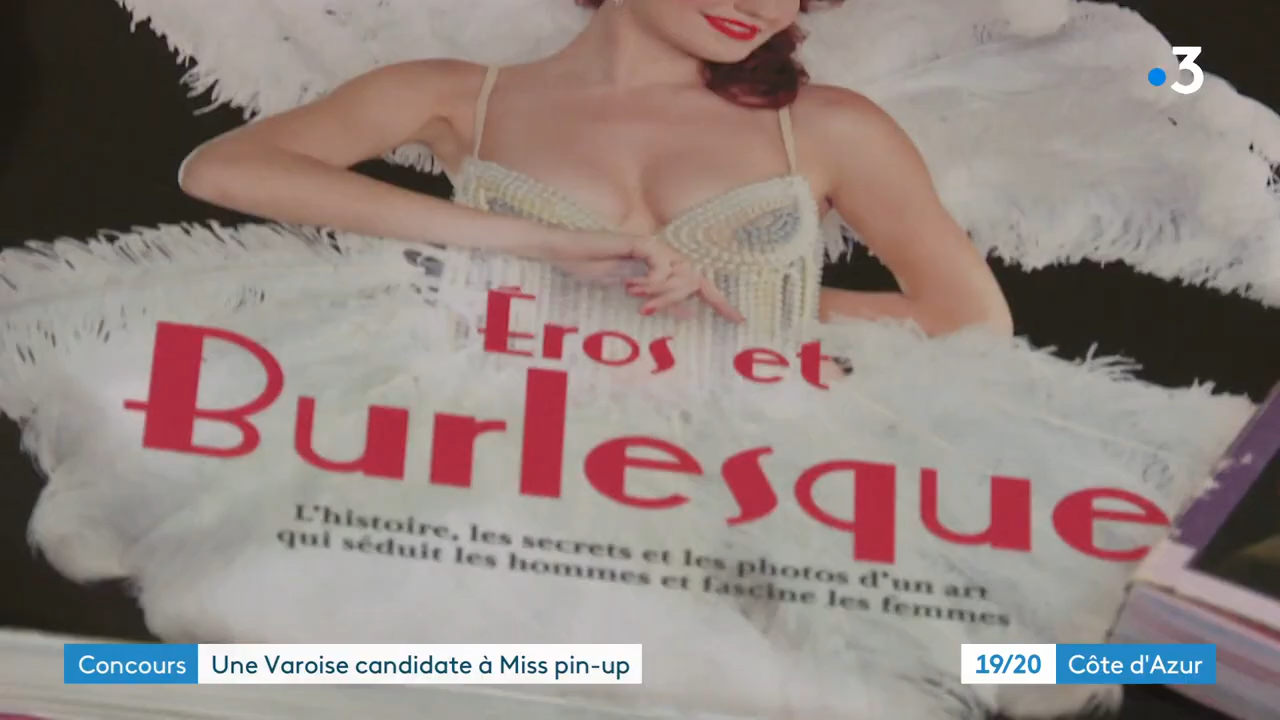 3
Éros et
Burlesque
L'histoire, les secrets et les photos d'un art
qui séduit les hommes et fascine les femmes
Concours Une Varoise candidate à Miss pin-up
19/20 Côte d'Azur